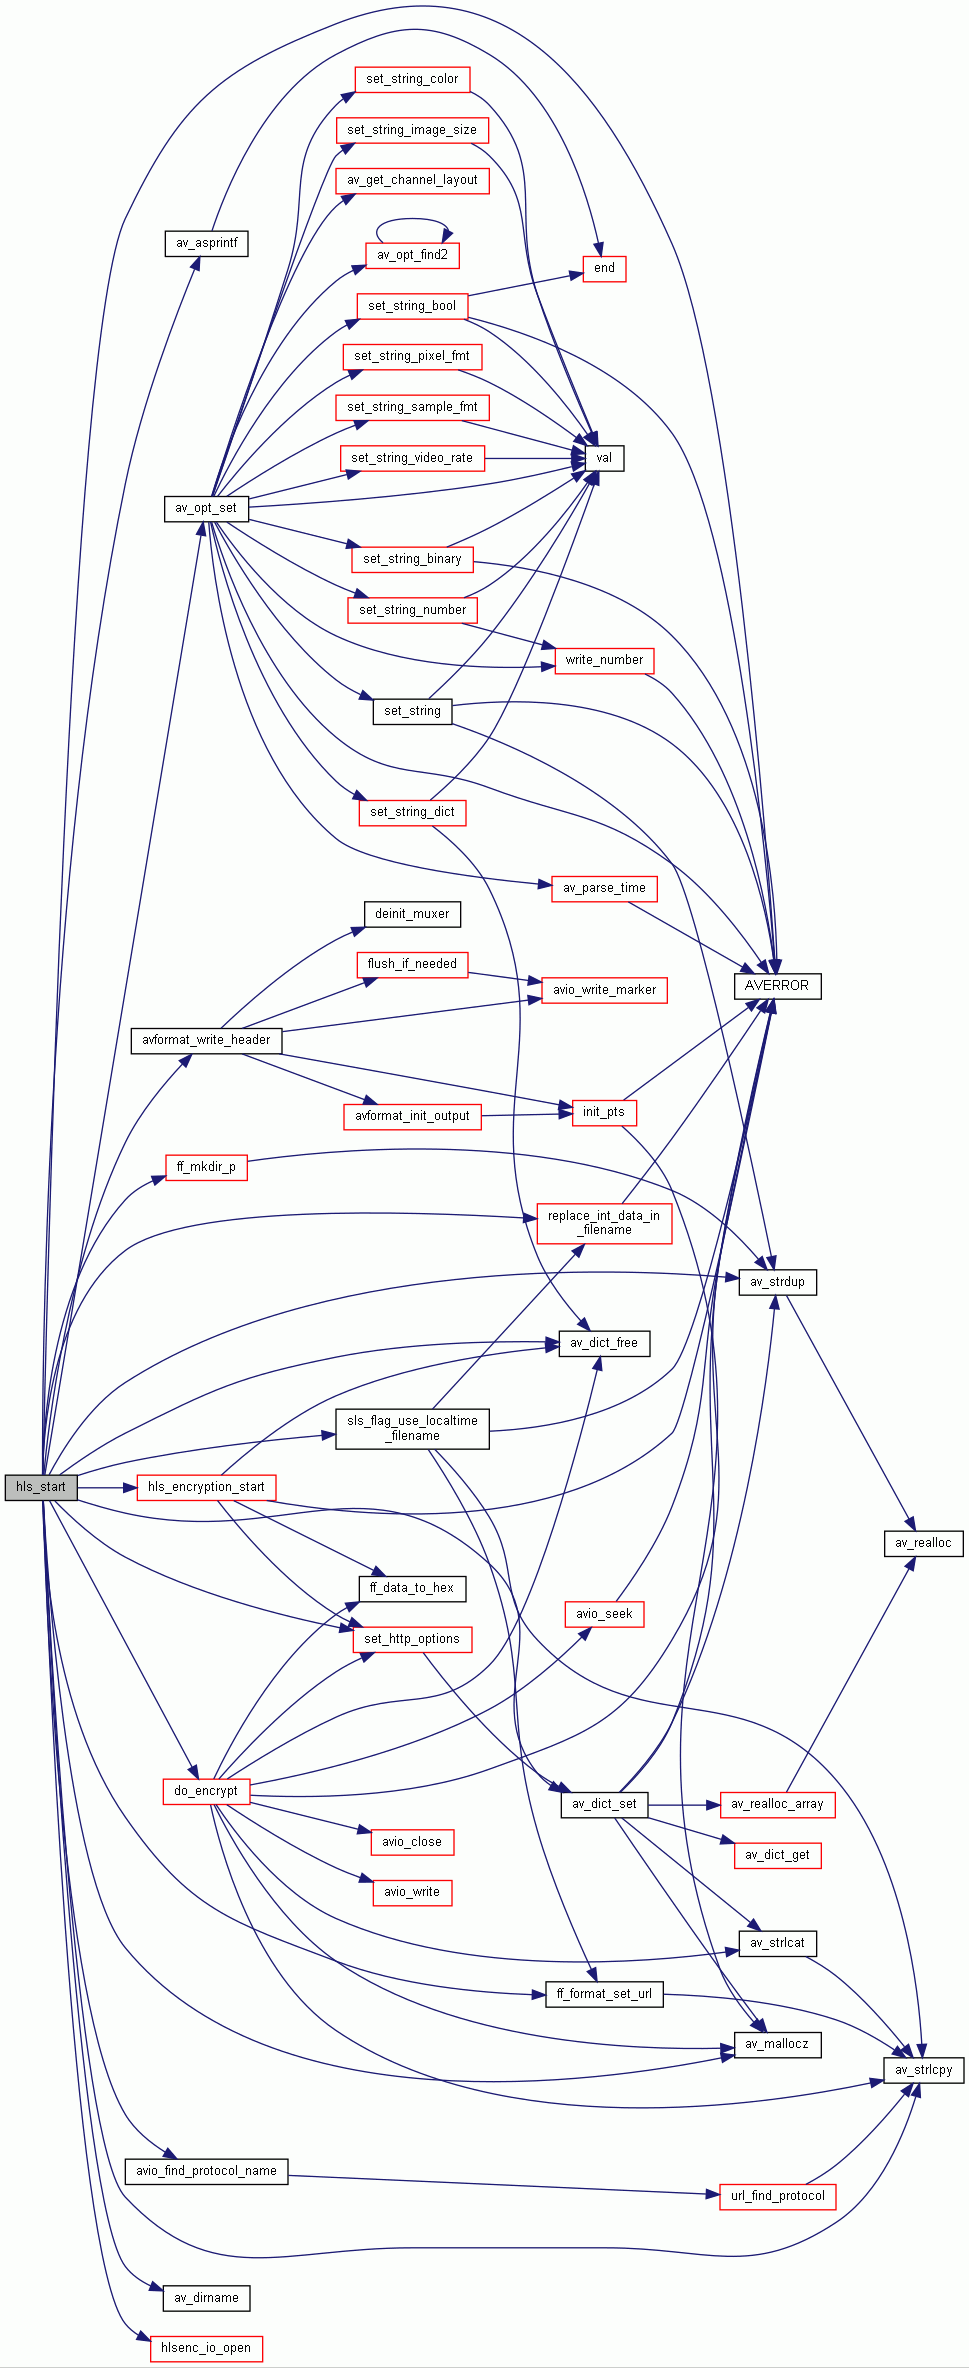 set_string_color
set_string_image_size
av_get_channel_layout
av_asprintf
av_opt_find2
end
set_string_bool
set_string_pixel_fmt
set_string_sample_fmt
set_string_video_rate
val
av_opt_set
set_string_binary
set_string_number
write_number
set_string
set_string_dict
av_parse_time
deinit_muxer
flush_if_needed
avio_write_marker
AVERROR
avformat_write_header
avformat_init_output
init_pts
ff_mkdir_p
replace_int_data_in
_filename
av_strdup
av_dict_free
sls_flag_use_localtime
_filename
hls_start
hls_encryption_start
av_realloc
ff_data_to_hex
avio_seek
set_http_options
do_encrypt
av_dict_set
av_realloc_array
avio_close
av_dict_get
avio_write
av_strlcat
ff_format_set_url
av_mallocz
av_strlcpy
avio_find_protocol_name
url_find_protocol
av_dirname
hlsenc_io_open